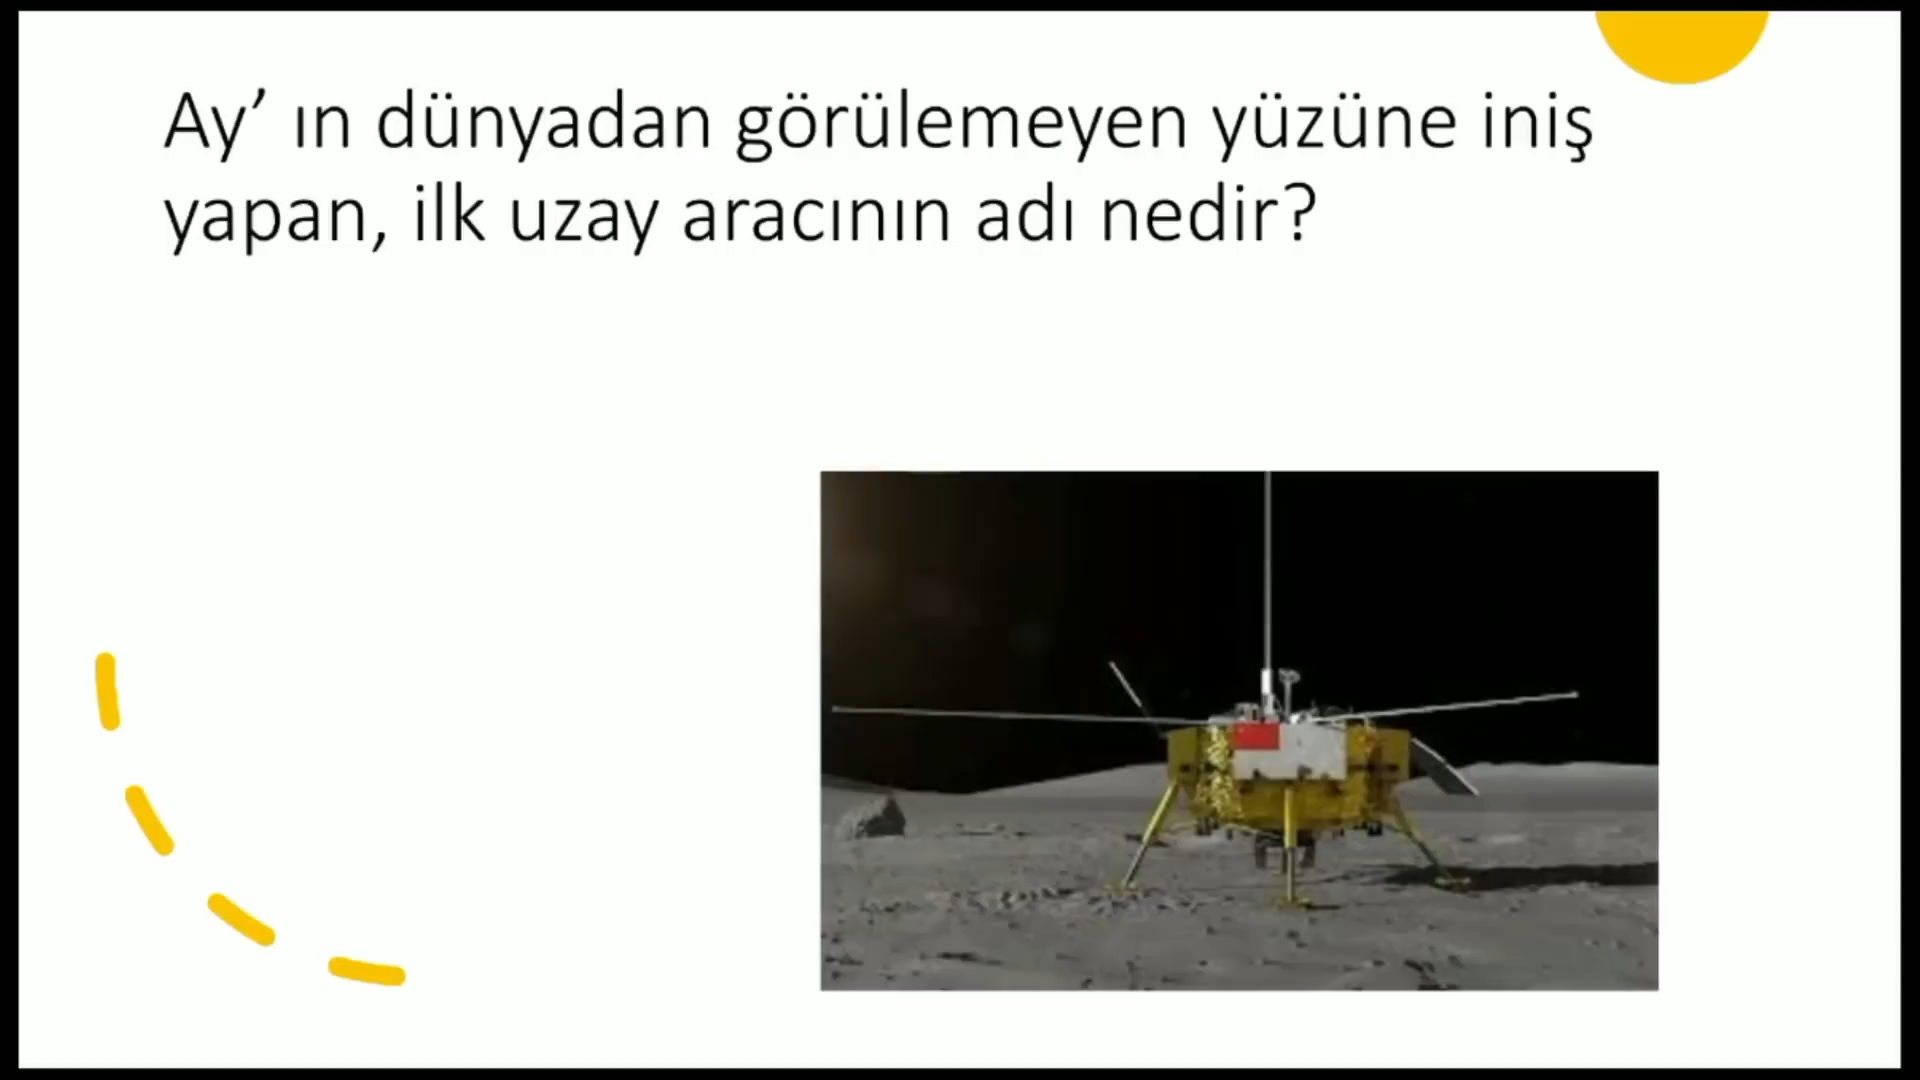 Ay’ ın dünyadan görülemeyen yüzüne iniş
yapan, ilk uzay aracının adı nedir?